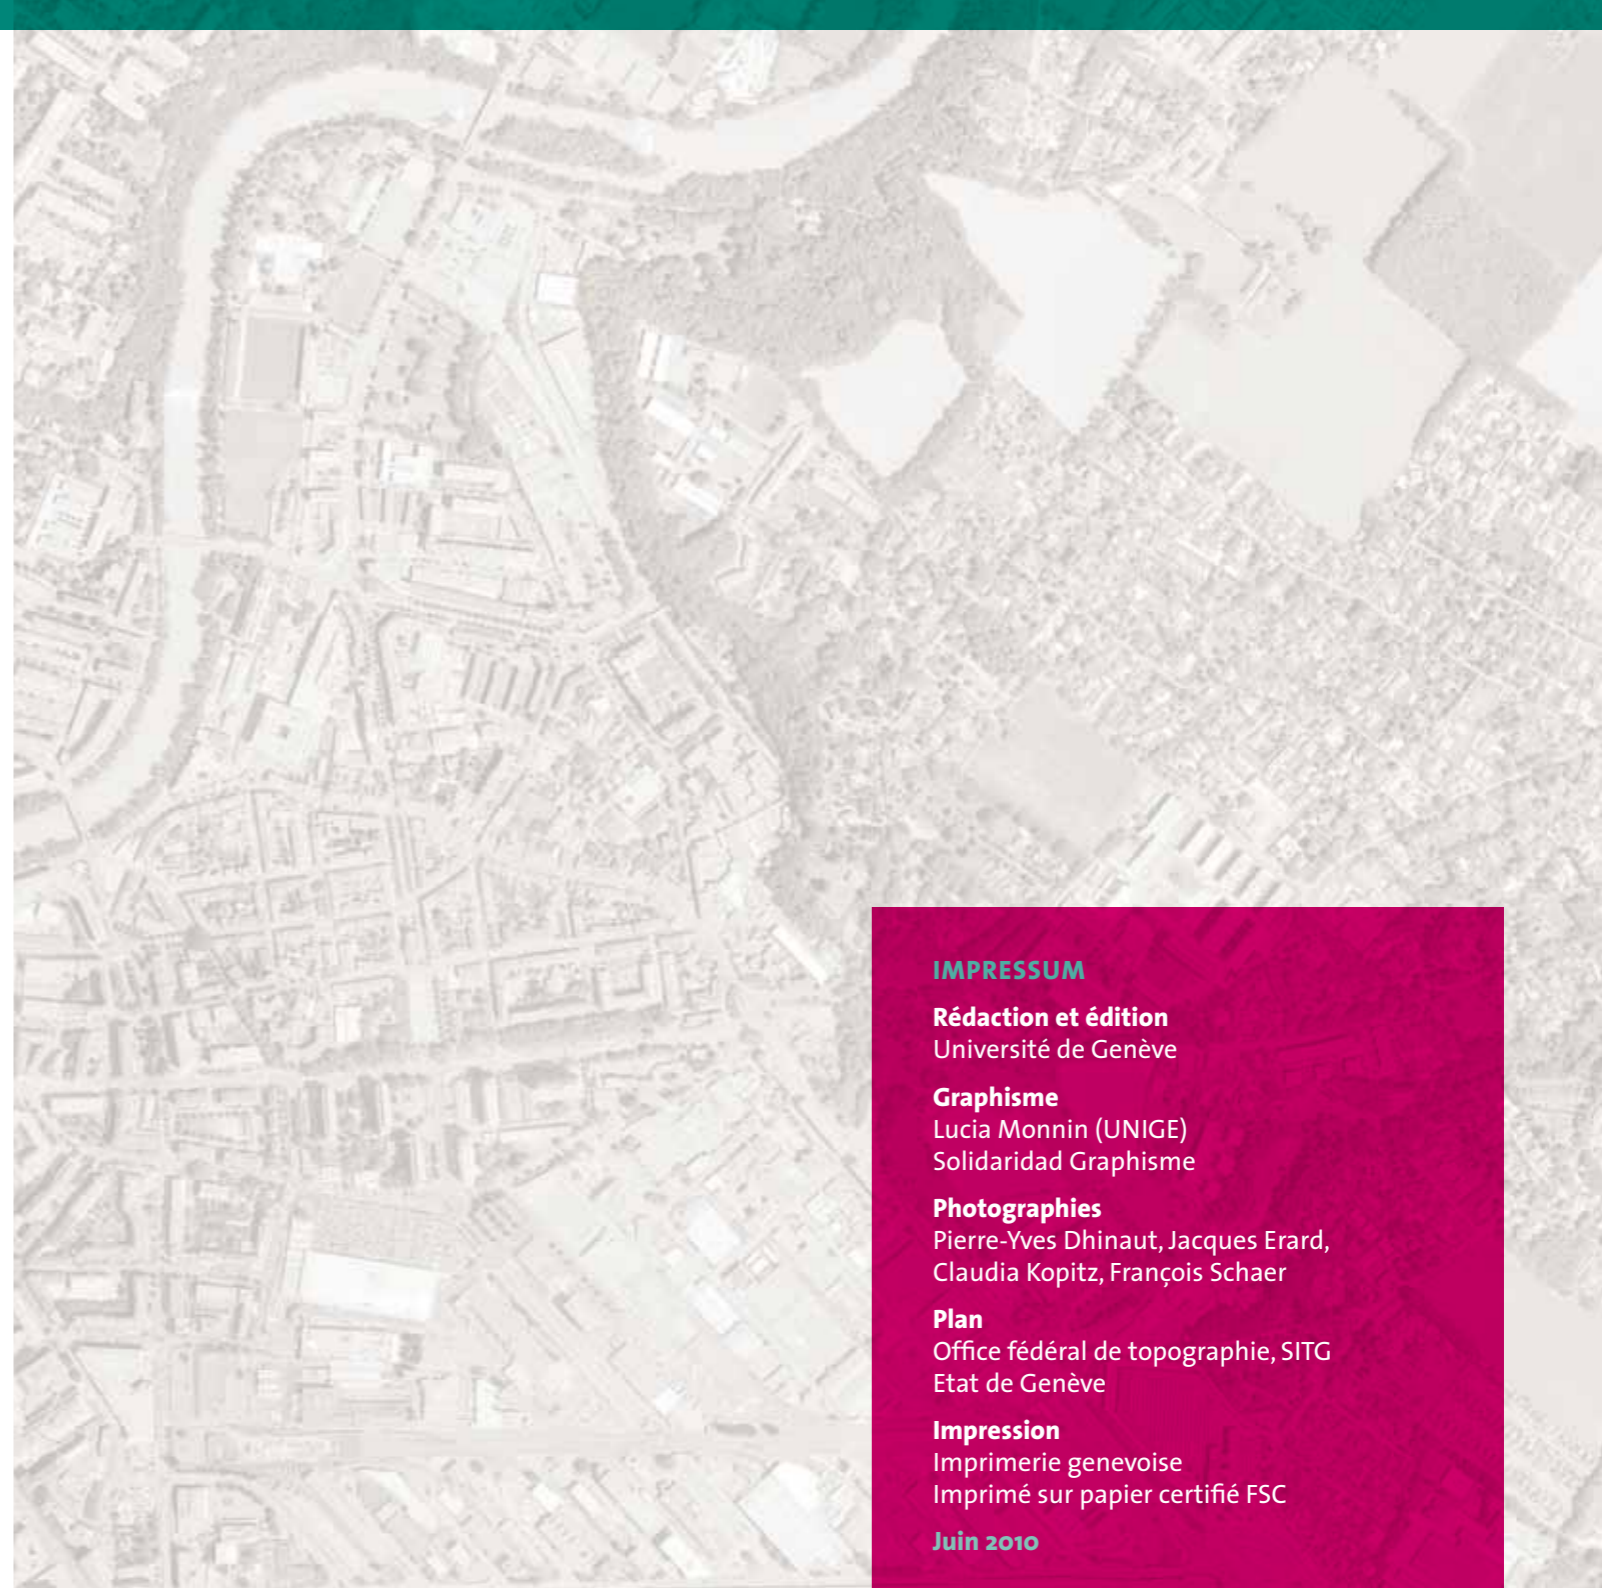 IMPRESSUM
Rédaction et édition
Université de Genève
Graphisme
Lucia Monnin (UNIGE)
Solidaridad Graphisme
Photographies
Pierre-Yves Dhinaut, Jacques Erard,
Claudia Kopitz, François Schaer
Plan
Office fédéral de topographie, SITG
Etat de Genève
Impression
Imprimerie genevoise
Imprimé sur papier certifié FSC
Juin 2010